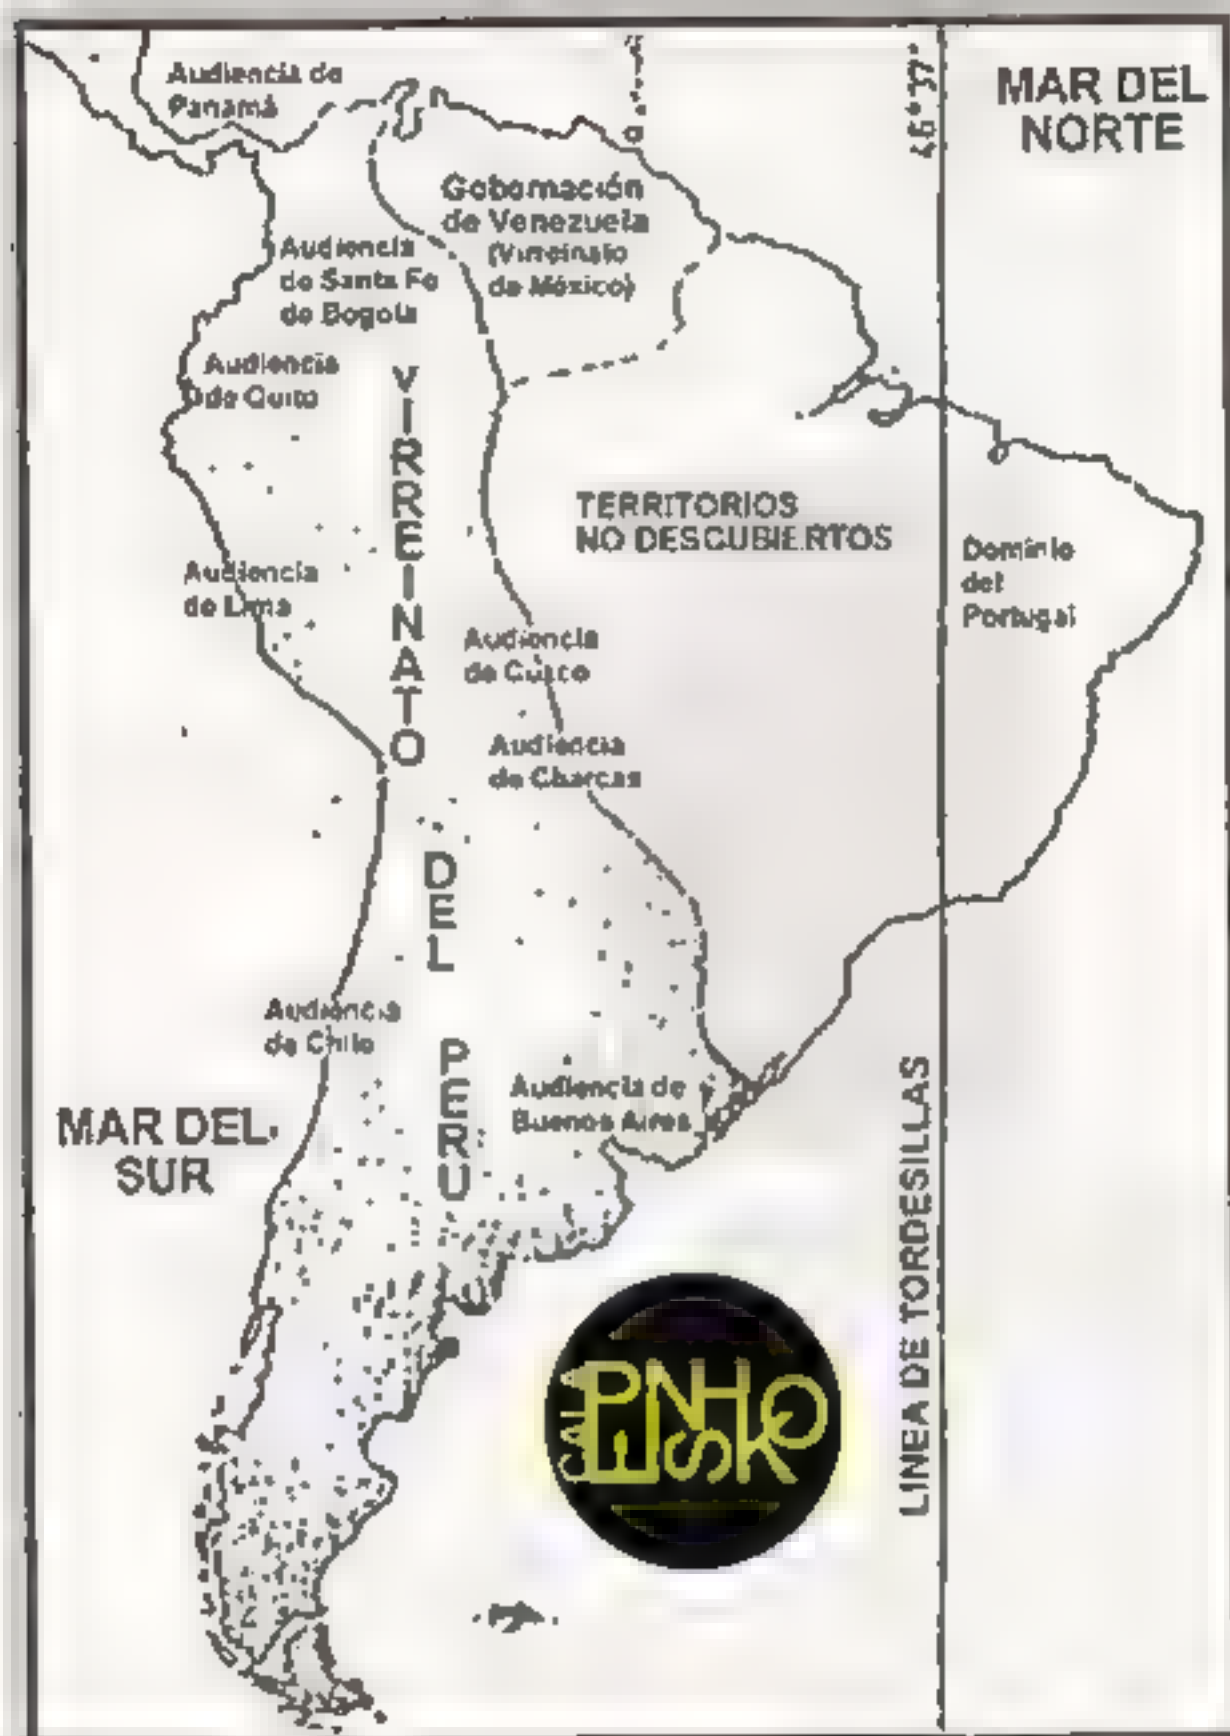 Audiencia de
Panamá
46°37'
MAR DEL
NORTE
Gobernación
de Venezuela
(Virreinato
de México)
Audiencia
de Santa Fe
de Bogota
Audiencia
de Quito
VIRREINATO
DEL
PERU
TERRITORIOS
NO DESCUBIERTOS
Dominio
del
Portugal
Audiencia
de Lima
Audiencia
de Cuzco
Audiencia
de Charcas
Audiencia
de Chile
Audiencia de
Buenos Aires
MAR DEL
SUR
LINEA DE TORDESILLAS